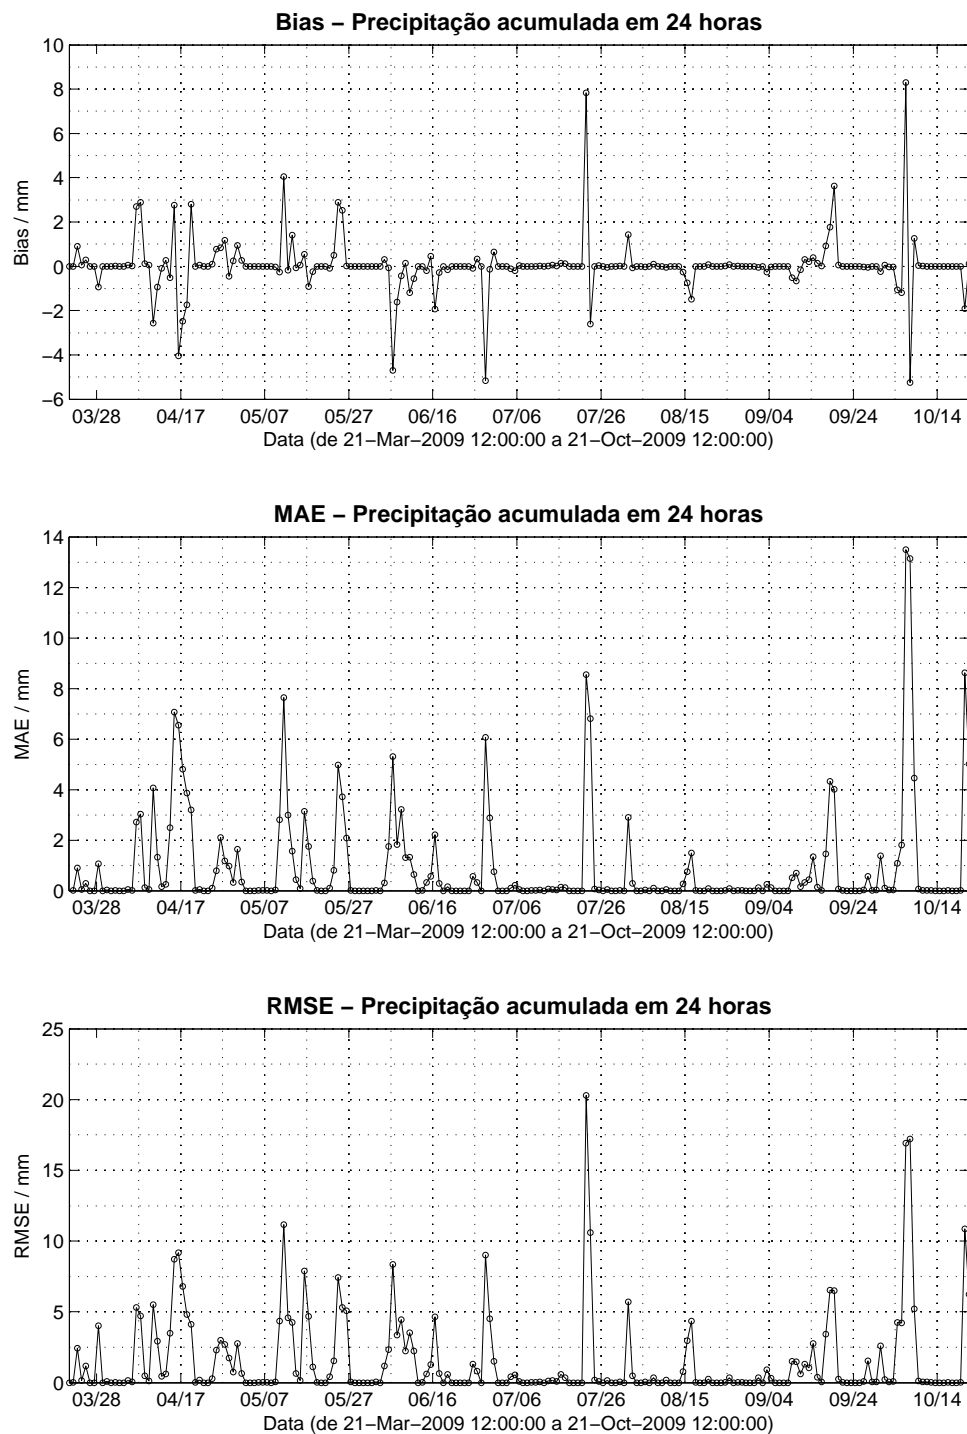 Bias − Precipitação acumulada em 24 horas
10
8
6
4
2
0
−2
−4
−6
Bias / mm
03/28 04/17 05/07 05/27 06/16 07/06 07/26 08/15 09/04 09/24 10/14
Data (de 21−Mar−2009 12:00:00 a 21−Oct−2009 12:00:00)
MAE − Precipitação acumulada em 24 horas
14
12
10
8
6
4
2
0
MAE / mm
03/28 04/17 05/07 05/27 06/16 07/06 07/26 08/15 09/04 09/24 10/14
Data (de 21−Mar−2009 12:00:00 a 21−Oct−2009 12:00:00)
RMSE − Precipitação acumulada em 24 horas
25
20
15
10
5
0
RMSE / mm
03/28 04/17 05/07 05/27 06/16 07/06 07/26 08/15 09/04 09/24 10/14
Data (de 21−Mar−2009 12:00:00 a 21−Oct−2009 12:00:00)